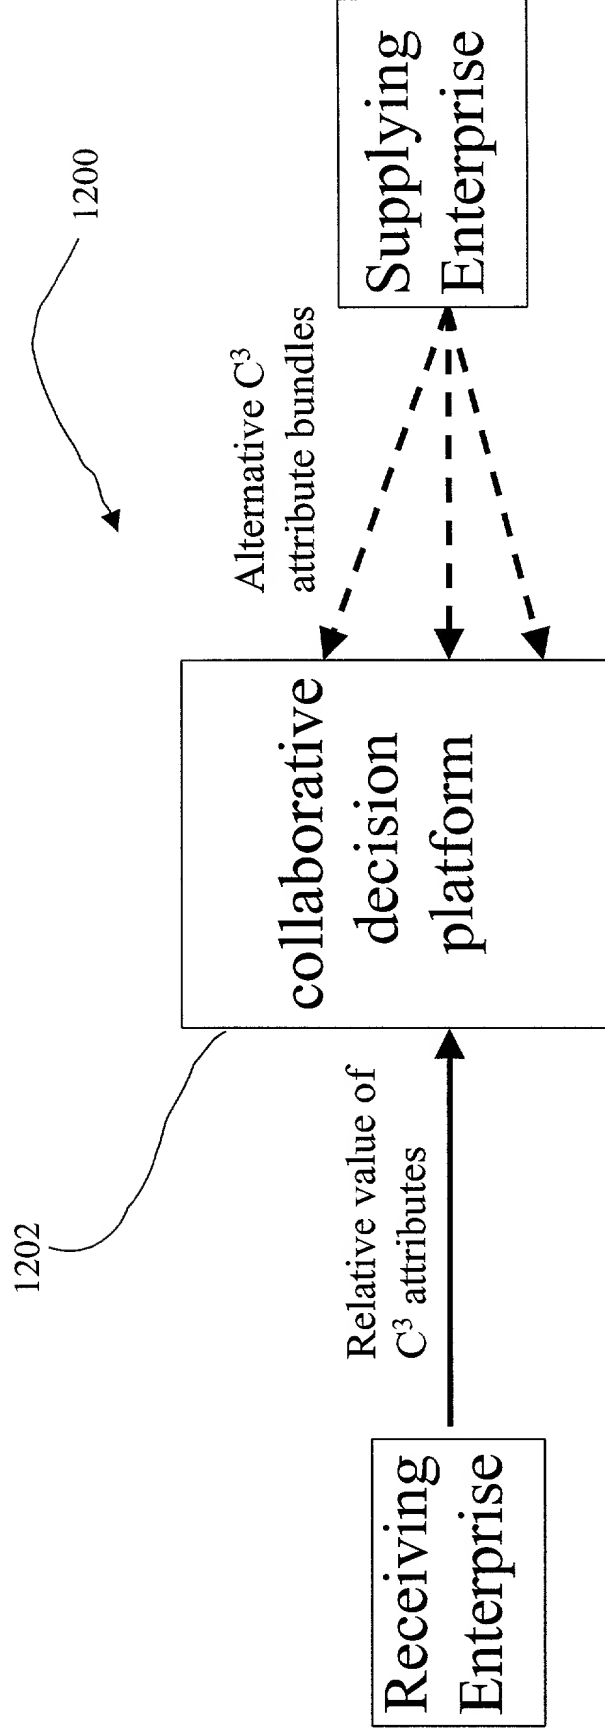 1200
1202
Receiving
Enterprise
Relative value of
C³ attributes
collaborative
decision
platform
Alternative C³
attribute bundles
Supplying
Enterprise